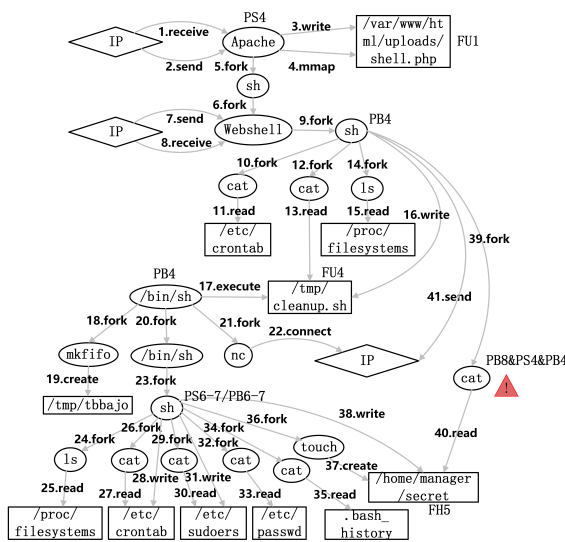 PS4
IP
1.receive
2.send
Apache
3.write
4.mmap
/var/www/ht
ml/uploads/
shell.php
FU1
5.fork
sh
6.fork
IP
7.send
8.receive
Webshell
9.fork
PB4
sh
10.fork
12.fork
14.fork
cat
cat
ls
11.read
13.read
15.read
16.write
39.fork
/etc/
crontab
/proc/
filesystems
FU4
PB4
/bin/sh
17.execute
/tmp/
cleanup.sh
41.send
18.fork
20.fork
21.fork
22.connect
mkfifo
/bin/sh
nc
IP
PB8&PS4&PB4
cat
!
19.create
23.fork
/tmp/tbbajo
sh
PS6-7/PB6-7
38.write
40.read
24.fork
26.fork
29.fork
34.fork
32.fork
36.fork
touch
ls
cat
cat
cat
cat
37.create
25.read
27.read
28.write
30.read
31.write
33.read
35.read
/home/manager
/secret
FH5
/proc/
filesystems
/etc/
crontab
/etc/
sudoers
/etc/
passwd
.bash_
history